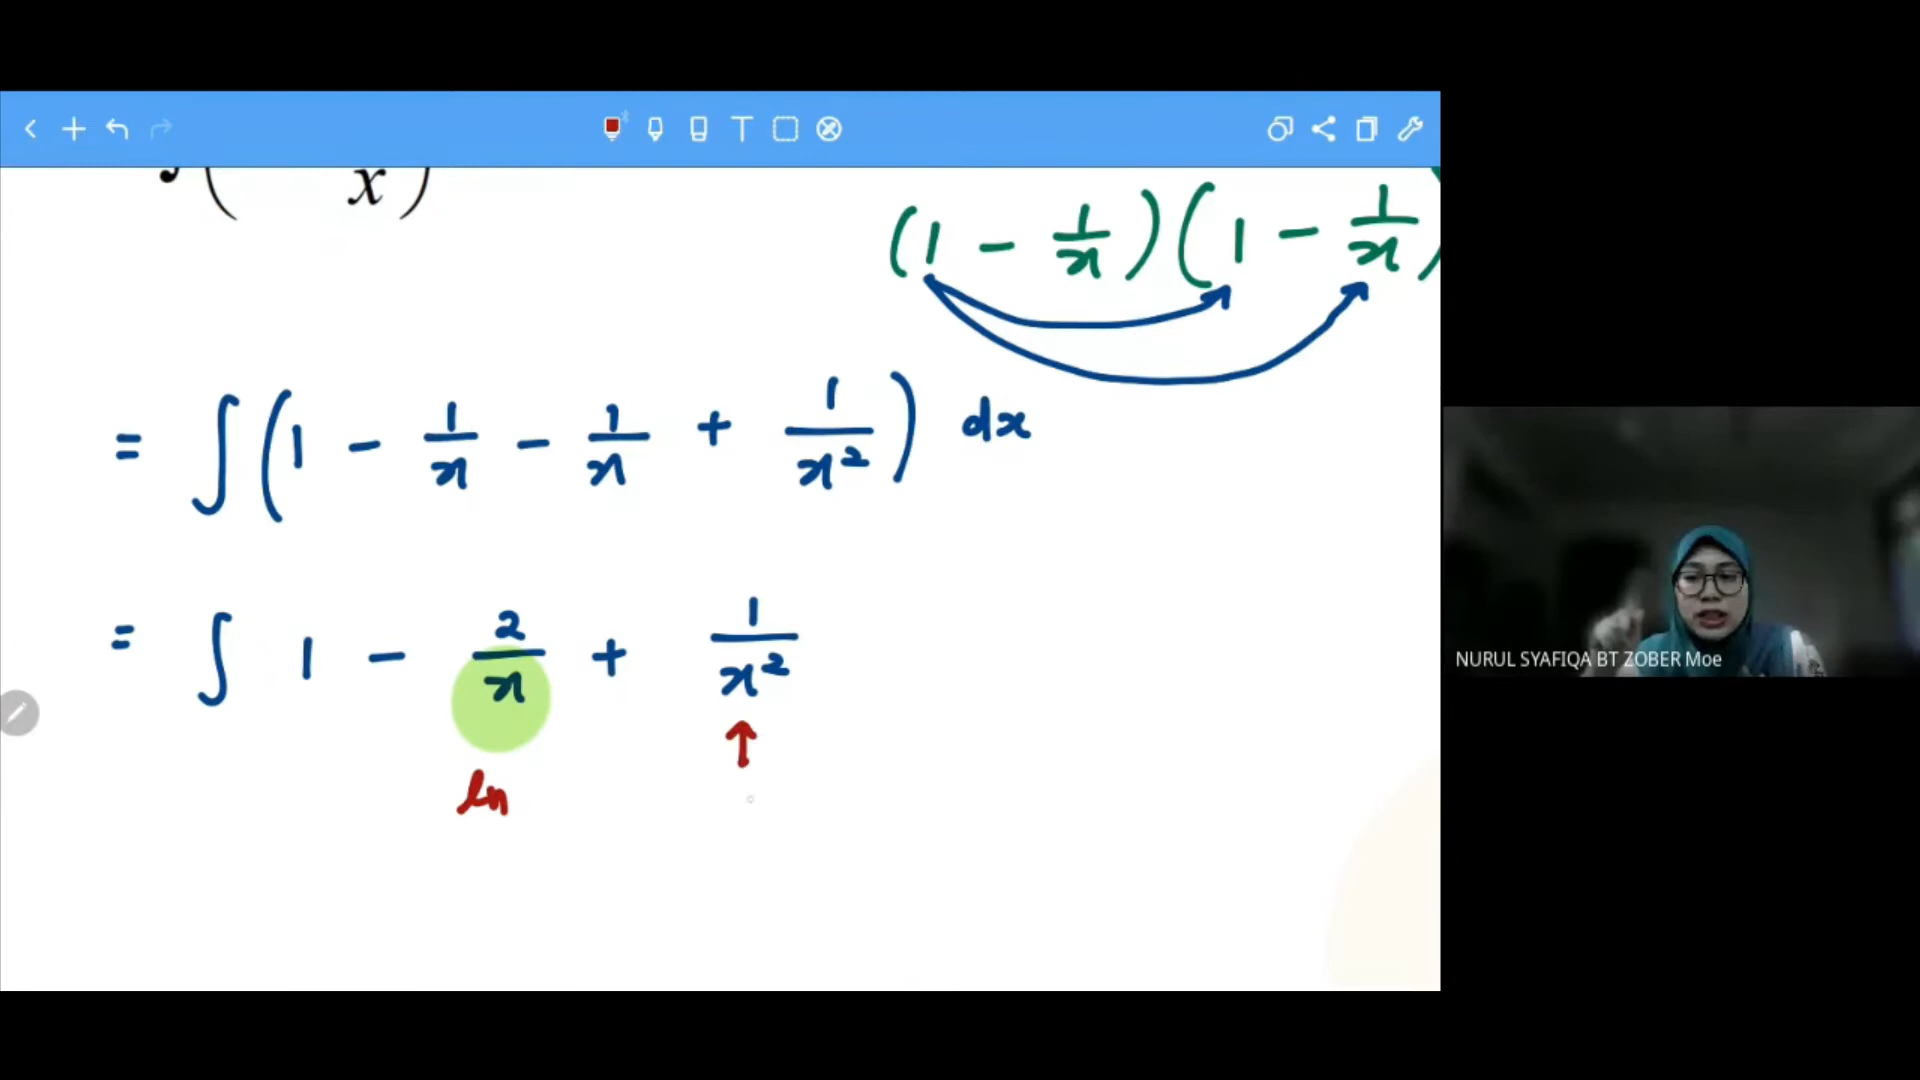 ∫( x )
(1 - 1/x)(1 - 1/x)
= ∫(1 - 1/x - 1/x + 1/x²) dx
= ∫ 1 - 2/x + 1/x²
ln
NURUL SYAFIQA BT ZOBER Moe